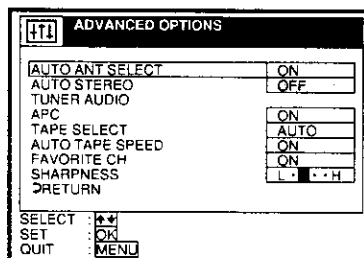 ADVANCED OPTIONS
AUTO ANT SELECT ON
AUTO STEREO OFF
TUNER AUDIO
APC ON
TAPE SELECT AUTO
AUTO TAPE SPEED ON
FAVORITE CH ON
SHARPNESS L · ■ · · H
⊃RETURN
SELECT : ▲▼
SET : OK
QUIT : MENU